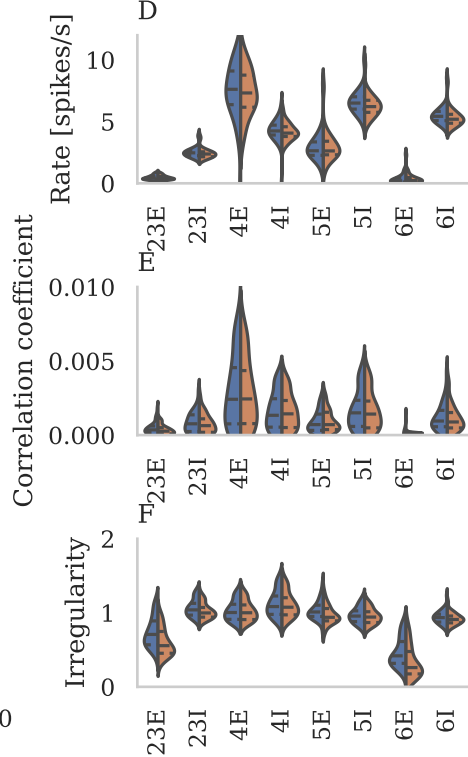 D
Rate [spikes/s]
10
5
0
23E 23I 4E 4I 5E 5I 6E 6I
E
Correlation coefficient
0.010
0.005
0.000
23E 23I 4E 4I 5E 5I 6E 6I
F
Irregularity
2
1
0
0
23E 23I 4E 4I 5E 5I 6E 6I